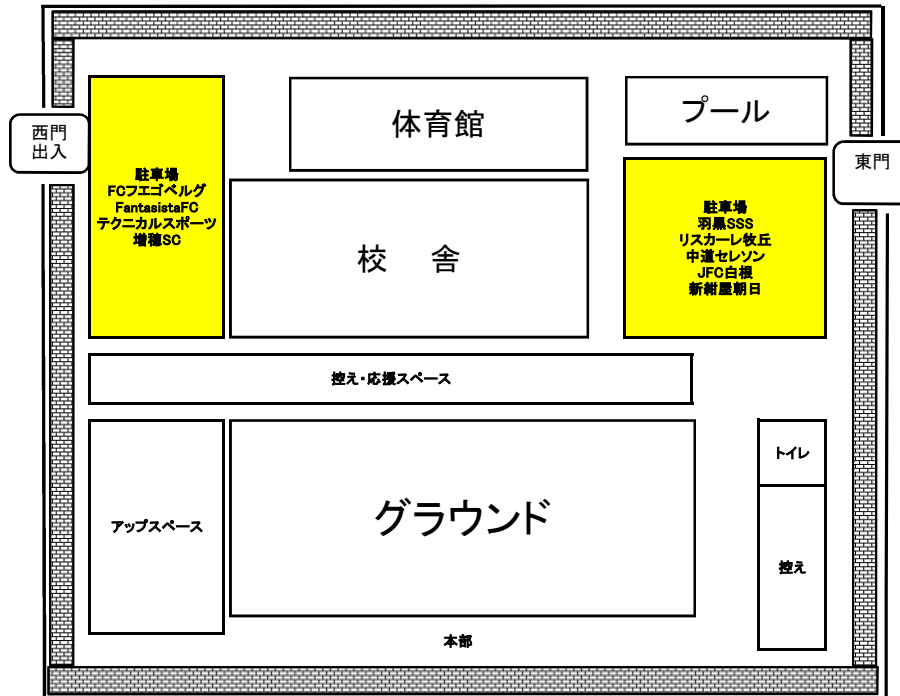 体育館
プール
西門
出入
東門
駐車場
FCフエゴベルグ
FantasistaFC
テクニカルスポーツ
増穂SC
駐車場
羽黒SSS
リスカーレ牧丘
中道セレソン
JFC白根
新紺屋朝日
校 舎
控え・応援スペース
トイレ
アップスペース
グラウンド
控え
本部